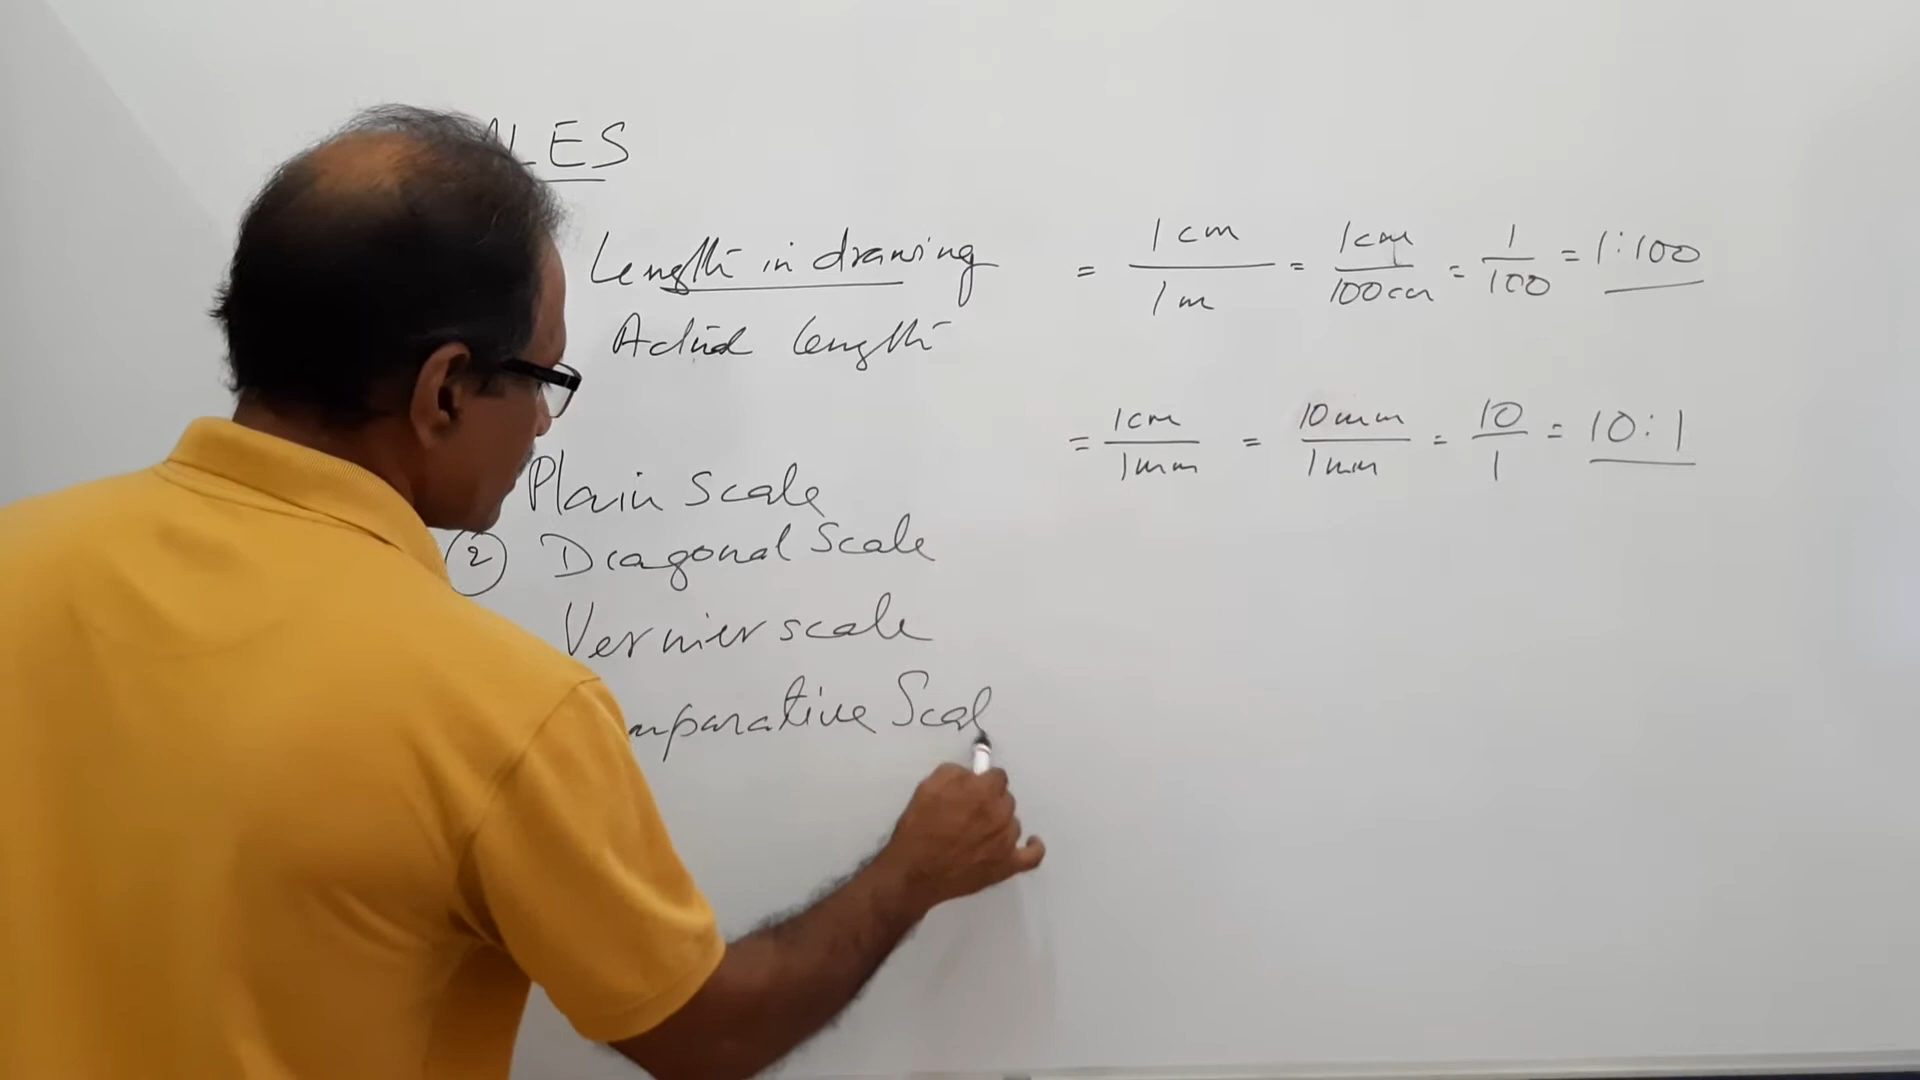 ALES
Length in drawing
Actual length
= 1cm / 1m = 1cm / 100cm = 1 / 100 = 1:100
= 1cm / 1mm = 10mm / 1mm = 10 / 1 = 10:1
Plain Scale
② Diagonal Scale
Vernier scale
mparative Scal